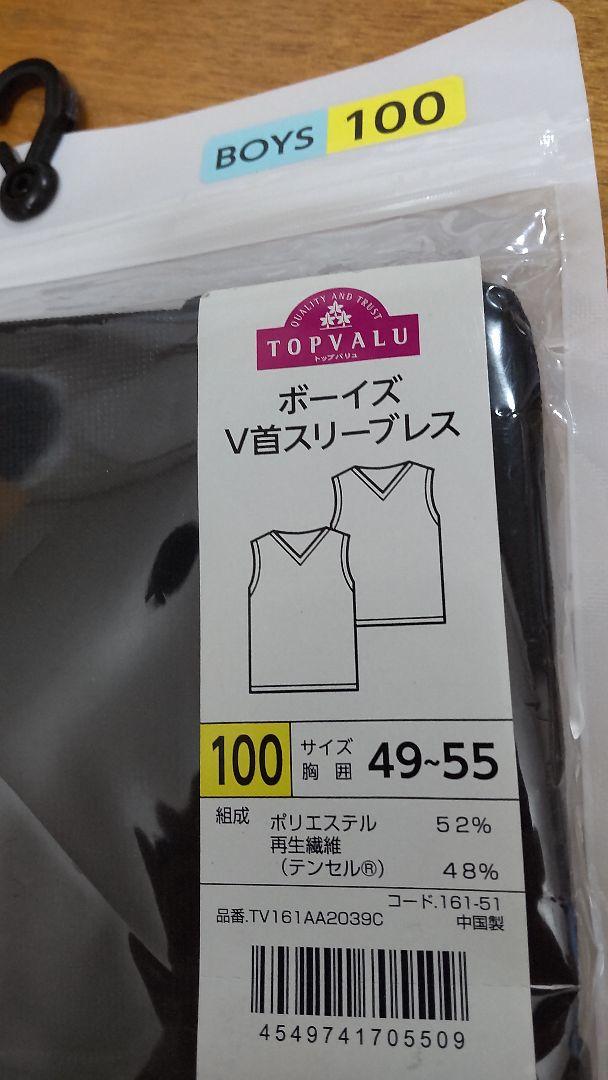 BOYS 100
QUALITY AND TRUST
TOPVALU
トップバリュ
ボーイズ
V首スリーブレス
100 サイズ 胸囲 49~55
組成 ポリエステル 52%
再生繊維
(テンセル®) 48%
コード.161-51
品番.TV161AA2039C 中国製
4549741705509